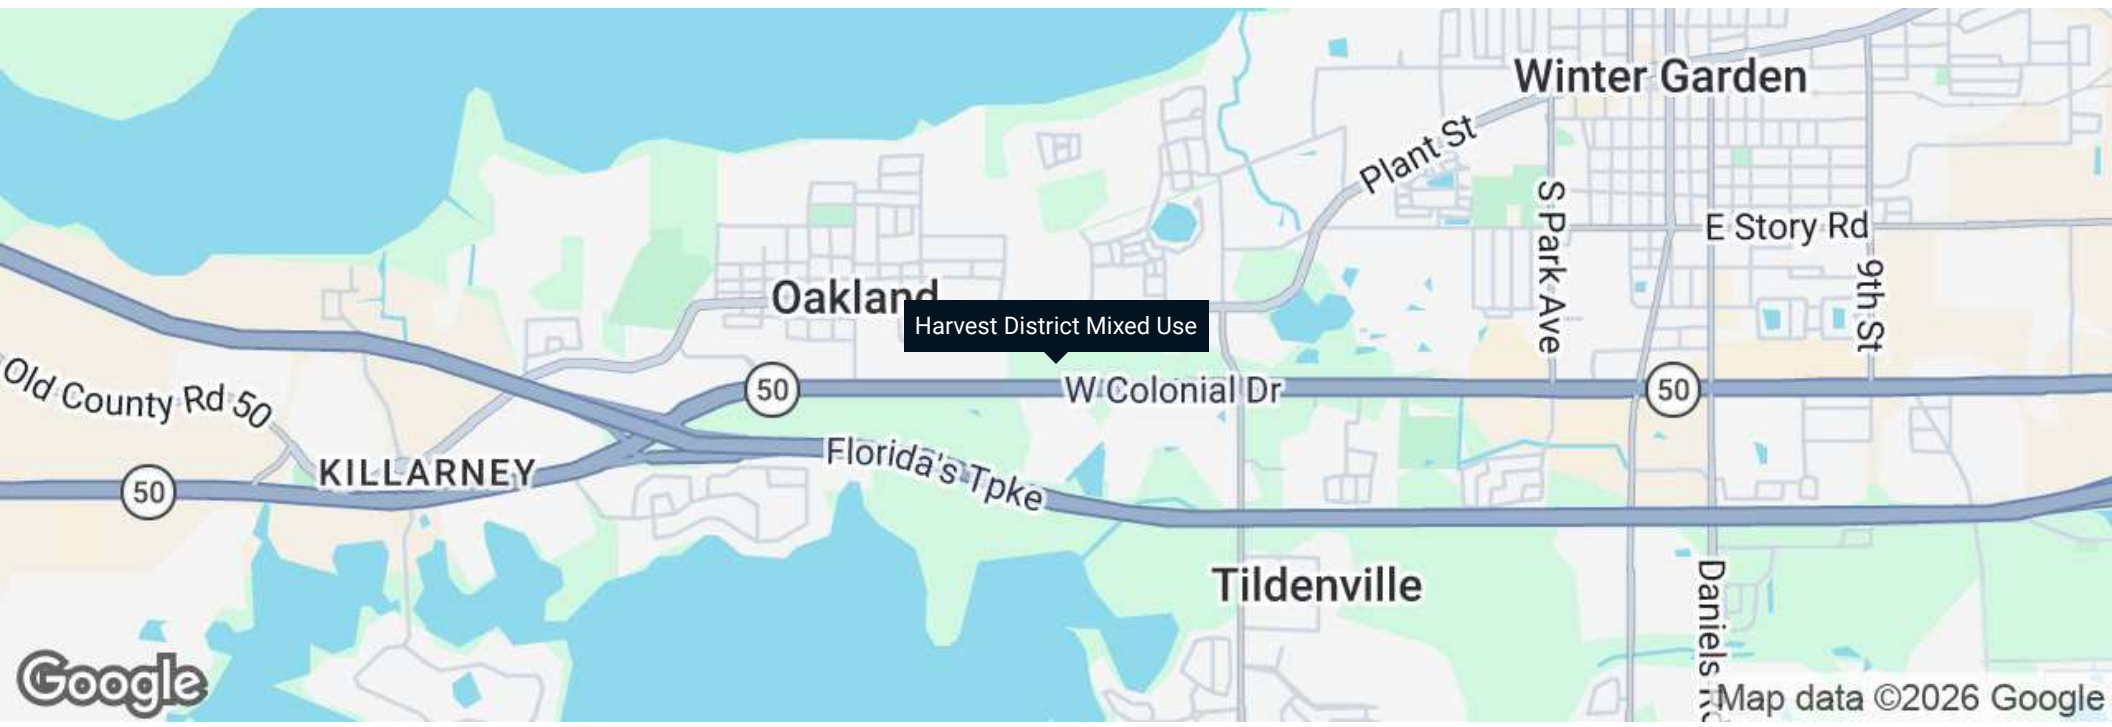 Winter Garden
Plant St
S Park Ave
E Story Rd
9th St
Oakland
Harvest District Mixed Use
50
W Colonial Dr
50
Old County Rd 50
KILLARNEY
Florida's Tpke
50
Tildenville
Daniels Rd
Google
Map data ©2026 Google